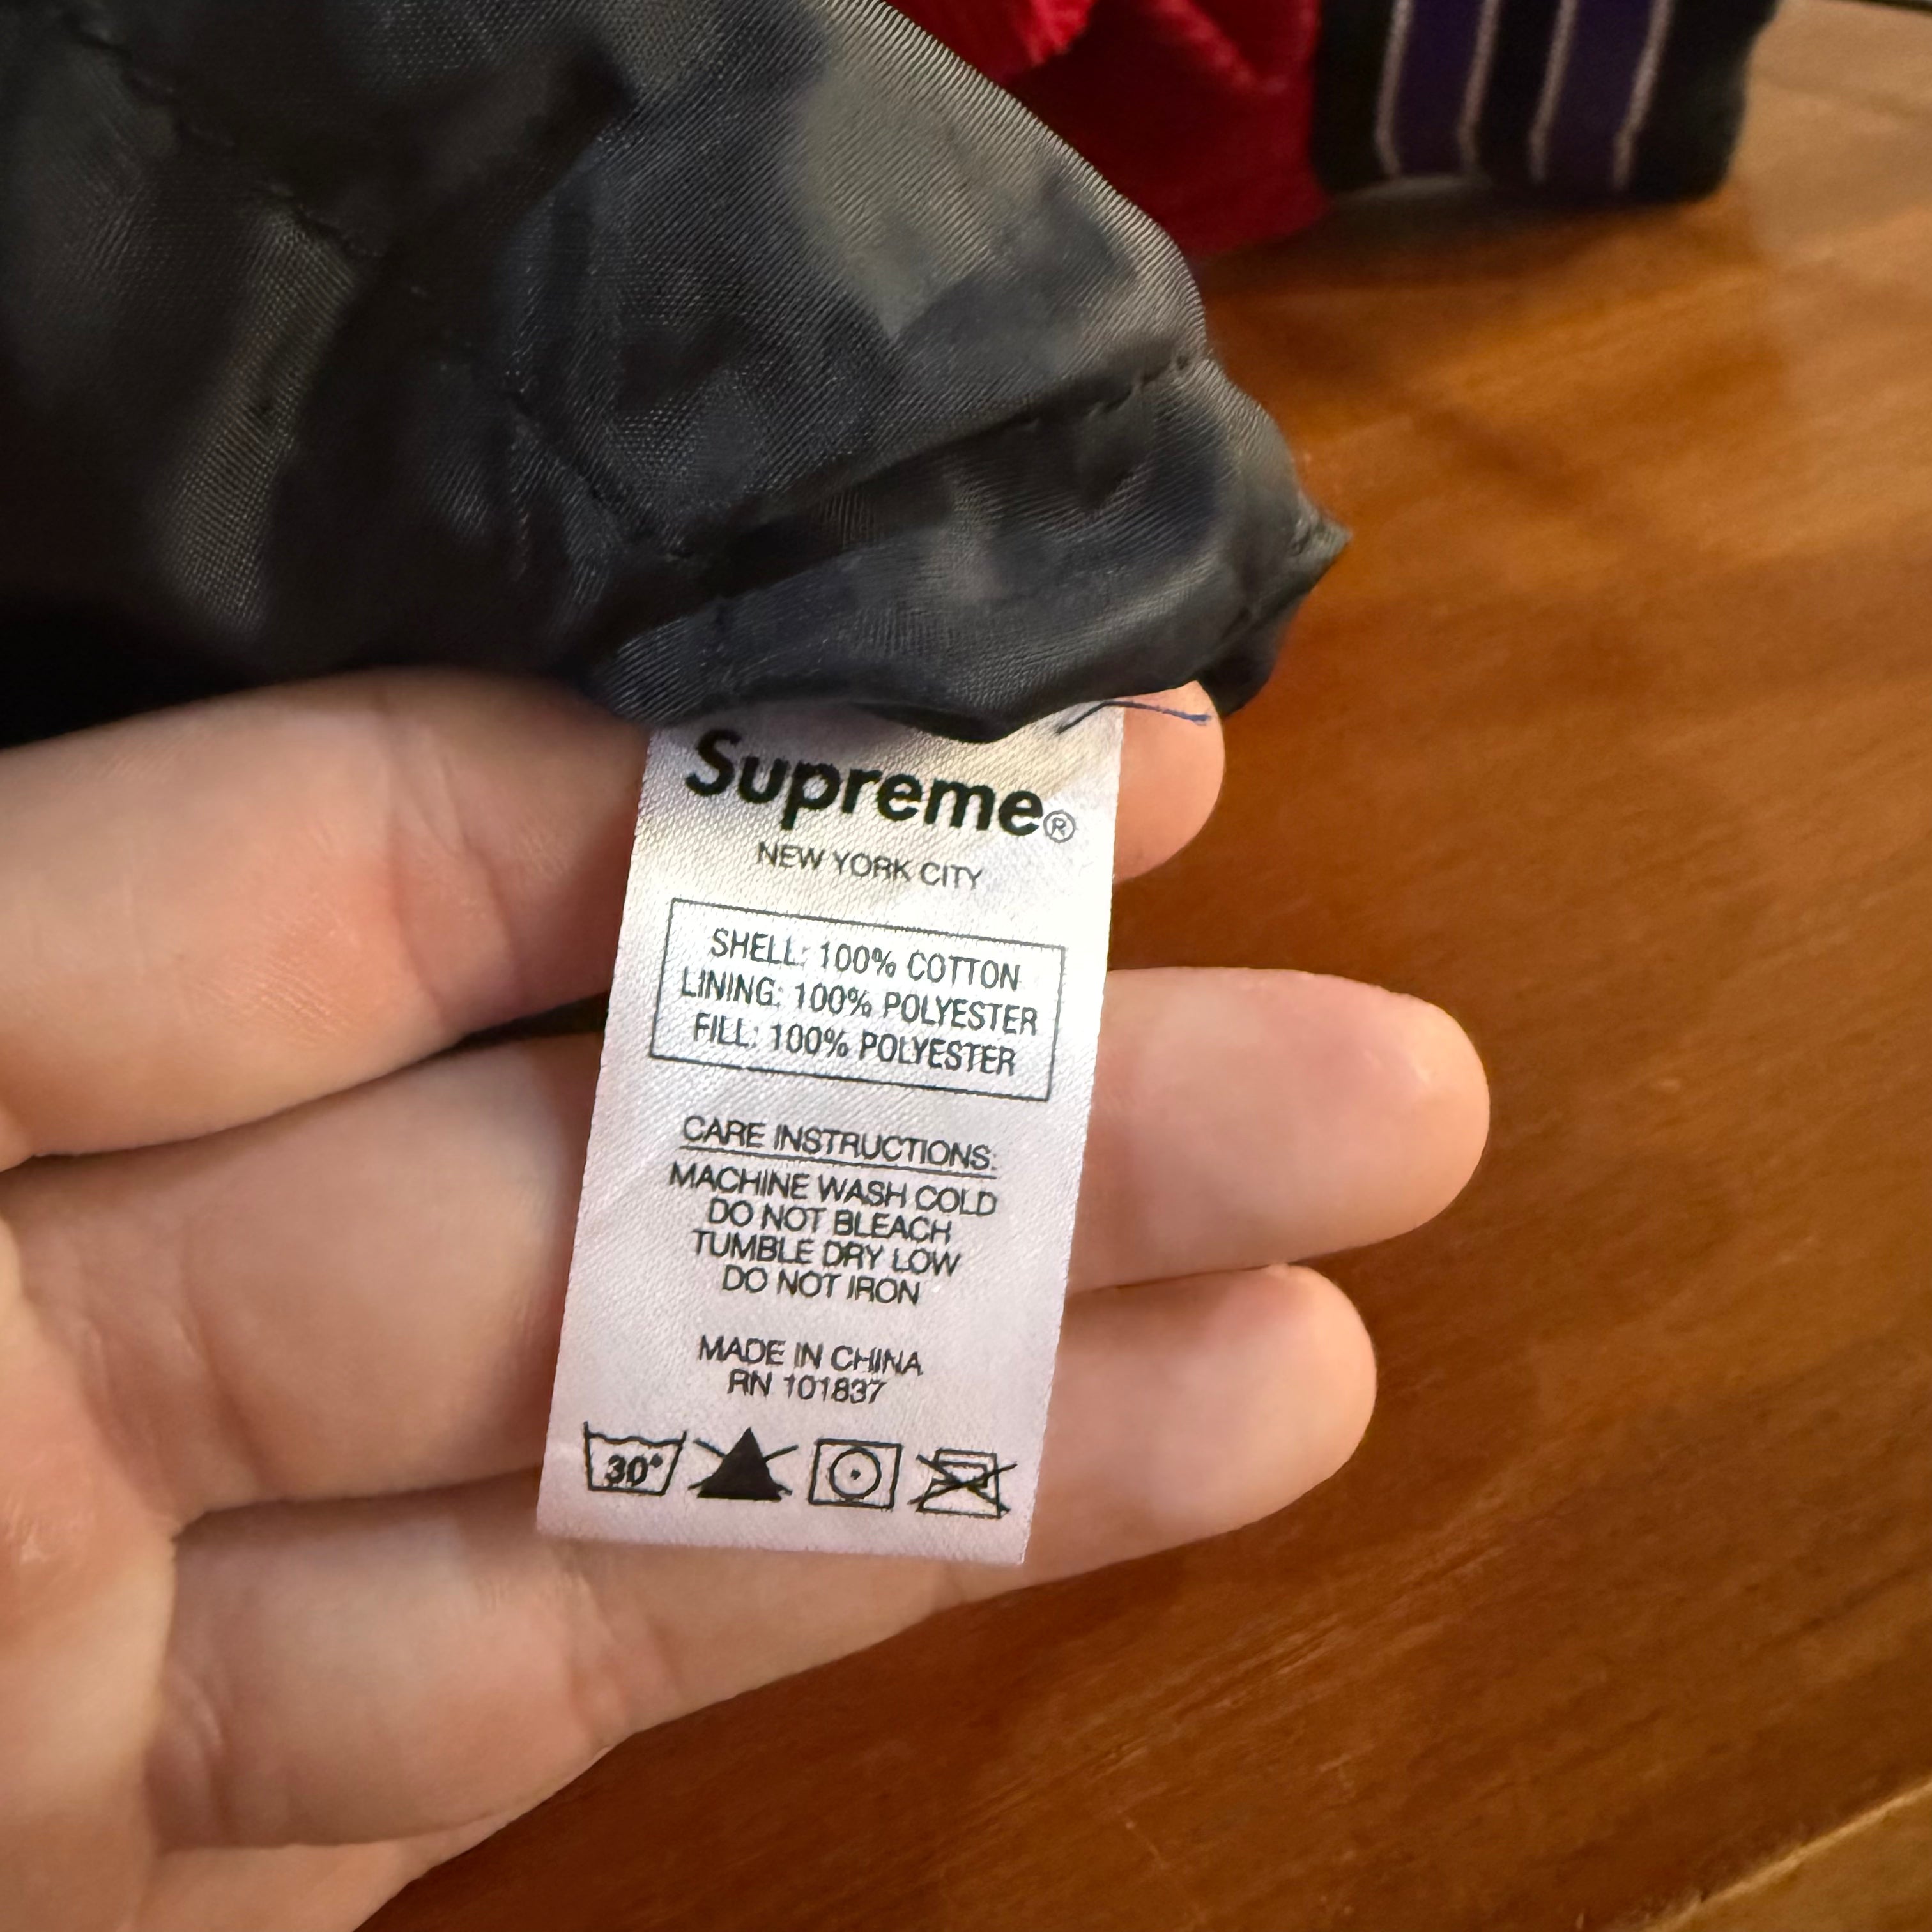 Supreme®
NEW YORK CITY
SHELL: 100% COTTON
LINING: 100% POLYESTER
FILL: 100% POLYESTER
CARE INSTRUCTIONS:
MACHINE WASH COLD
DO NOT BLEACH
TUMBLE DRY LOW
DO NOT IRON
MADE IN CHINA
RN 101837
30°